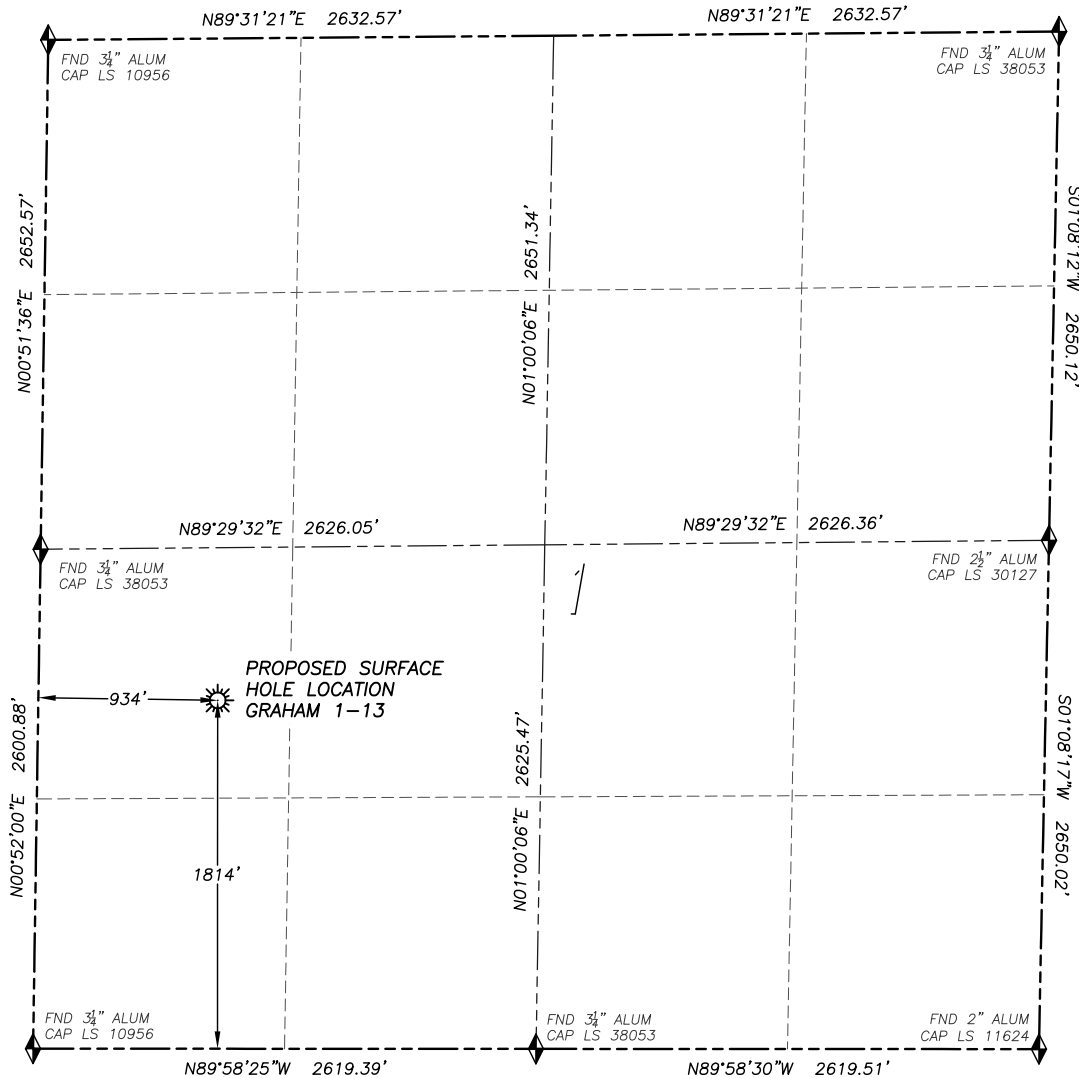 N89°31'21"E 2632.57'
N89°31'21"E 2632.57'
FND 3¼" ALUM
CAP LS 10956
FND 3¼" ALUM
CAP LS 38053
N00°51'36"E 2652.57'
N01°00'06"E 2651.34'
S01°08'12"W 2650.12'
N89°29'32"E 2626.05'
N89°29'32"E 2626.36'
FND 3¼" ALUM
CAP LS 38053
FND 2½" ALUM
CAP LS 30127
1
PROPOSED SURFACE
HOLE LOCATION
GRAHAM 1-13
934'
N00°52'00"E 2600.88'
N01°00'06"E 2625.47'
S01°08'17"W 2650.02'
1814'
FND 3¼" ALUM
CAP LS 10956
FND 3¼" ALUM
CAP LS 38053
FND 2" ALUM
CAP LS 11624
N89°58'25"W 2619.39'
N89°58'30"W 2619.51'